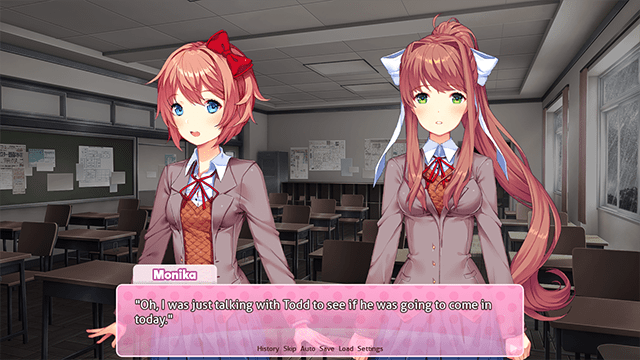 Monika
"Oh, I was just talking with Todd to see if he was going to come in
today."
History Skip Auto Save Load Settings